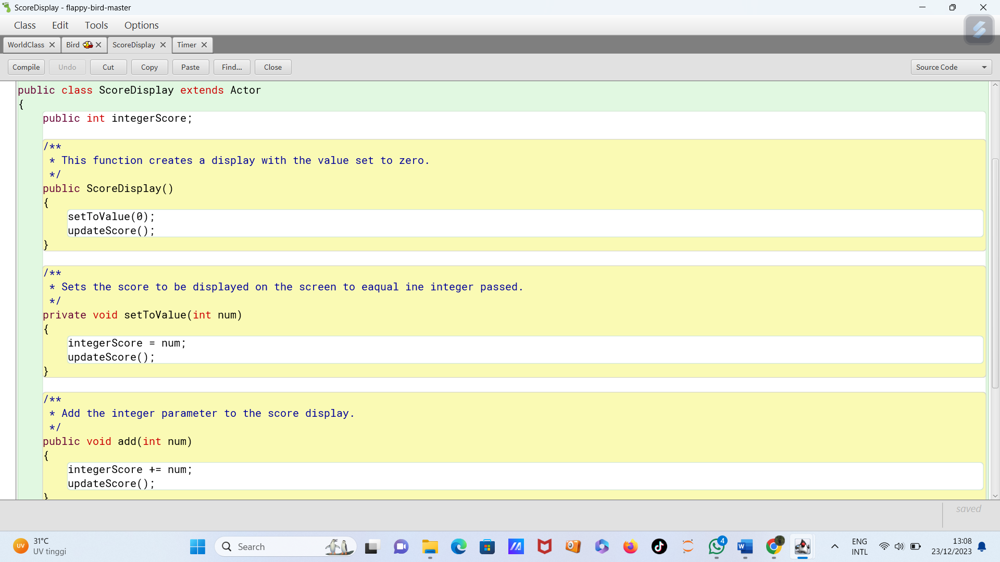 ScoreDisplay - flappy-bird-master
Class Edit Tools Options
WorldClass Bird ScoreDisplay Timer
Compile Undo Cut Copy Paste Find... Close Source Code
public class ScoreDisplay extends Actor
{
public int integerScore;
/**
* This function creates a display with the value set to zero.
*/
public ScoreDisplay()
{
setToValue(0);
updateScore();
}
/**
* Sets the score to be displayed on the screen to eaqual ine integer passed.
*/
private void setToValue(int num)
{
integerScore = num;
updateScore();
}
/**
* Add the integer parameter to the score display.
*/
public void add(int num)
{
integerScore += num;
updateScore();
}
saved
UV
31°C
UV tinggi
Search
4
W
ENG
INTL
13:08
23/12/2023